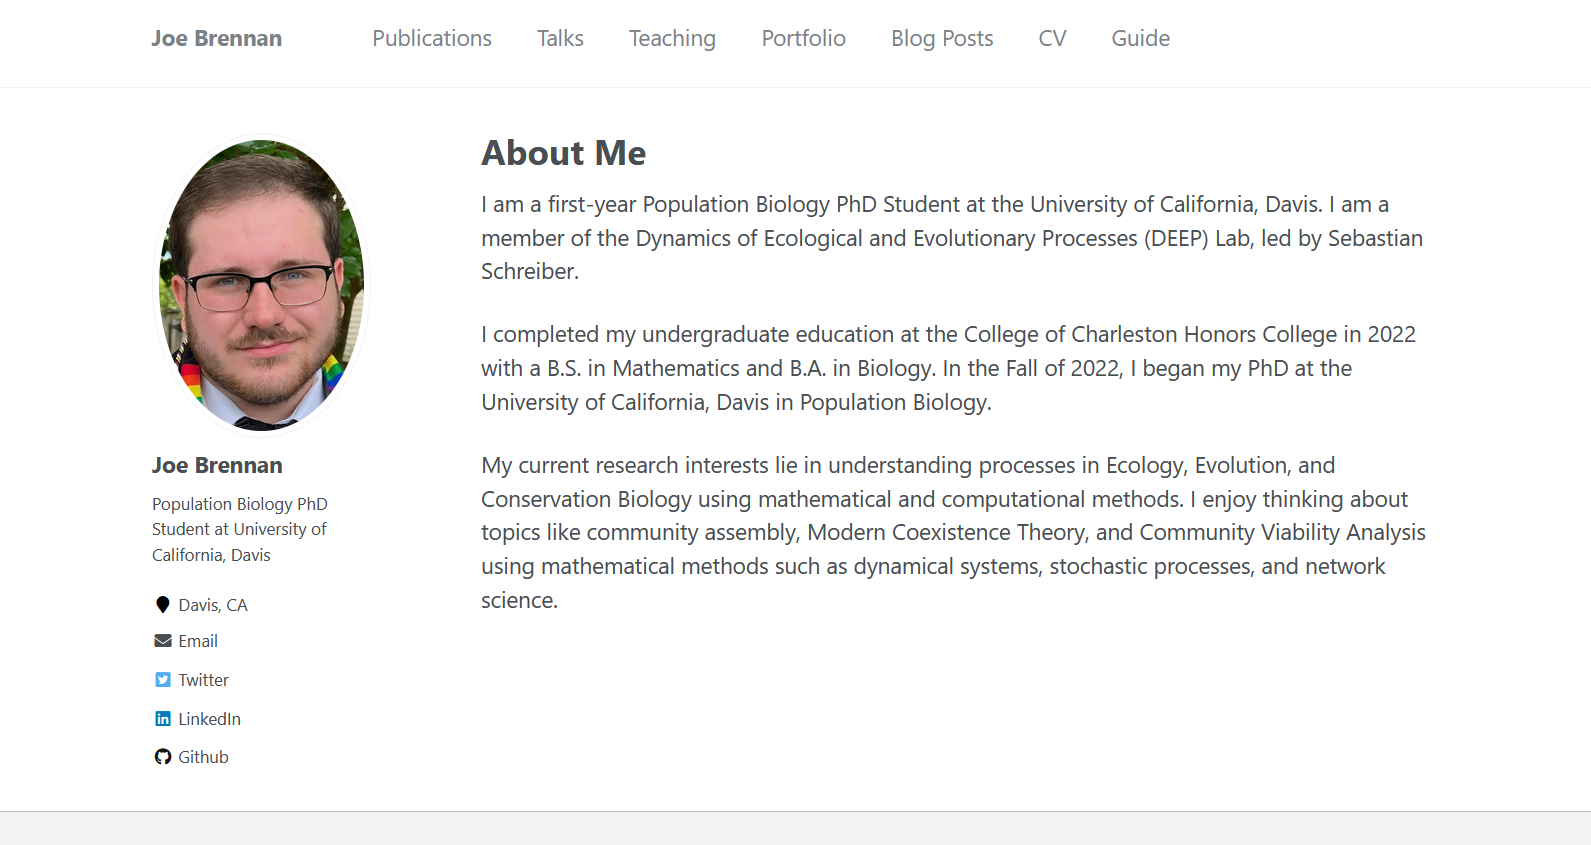 Joe Brennan Publications Talks Teaching Portfolio Blog Posts CV Guide
Joe Brennan
Population Biology PhD
Student at University of
California, Davis
Davis, CA
Email
Twitter
LinkedIn
Github
About Me
I am a first-year Population Biology PhD Student at the University of California, Davis. I am a
member of the Dynamics of Ecological and Evolutionary Processes (DEEP) Lab, led by Sebastian
Schreiber.
I completed my undergraduate education at the College of Charleston Honors College in 2022
with a B.S. in Mathematics and B.A. in Biology. In the Fall of 2022, I began my PhD at the
University of California, Davis in Population Biology.
My current research interests lie in understanding processes in Ecology, Evolution, and
Conservation Biology using mathematical and computational methods. I enjoy thinking about
topics like community assembly, Modern Coexistence Theory, and Community Viability Analysis
using mathematical methods such as dynamical systems, stochastic processes, and network
science.